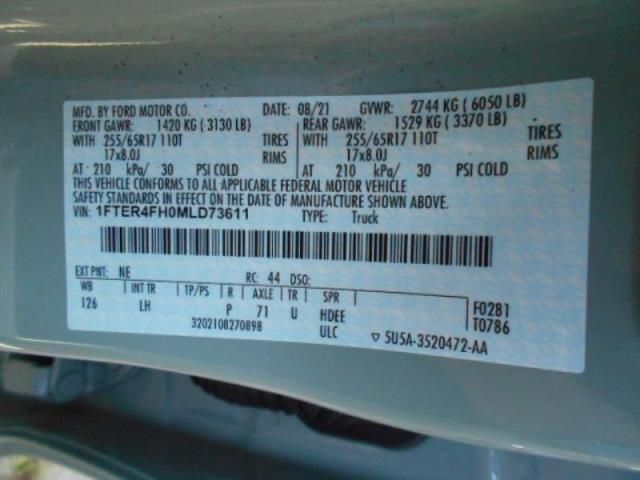 MFD. BY FORD MOTOR CO. DATE: 08/21 GVWR: 2744 KG ( 6050 LB)
FRONT GAWR: 1420 KG ( 3130 LB) REAR GAWR: 1529 KG ( 3370 LB)
WITH 255/65R17 110T TIRES WITH 255/65R17 110T TIRES
17x8.0J RIMS 17x8.0J RIMS
AT 210 kPa/ 30 PSI COLD AT 210 kPa/ 30 PSI COLD
THIS VEHICLE CONFORMS TO ALL APPLICABLE FEDERAL MOTOR VEHICLE
SAFETY STANDARDS IN EFFECT ON THE DATE OF MANUFACTURE SHOWN ABOVE.
VIN: 1FTER4FH0MLD73611 TYPE: Truck
EXT PNT: NE RC: 44 DSO:
WB INT TR TP/PS R AXLE TR SPR
126 LH P 71 U HDEE F0281
ULC T0786
3202108270898 ▽ 5U5A-3520472-AA